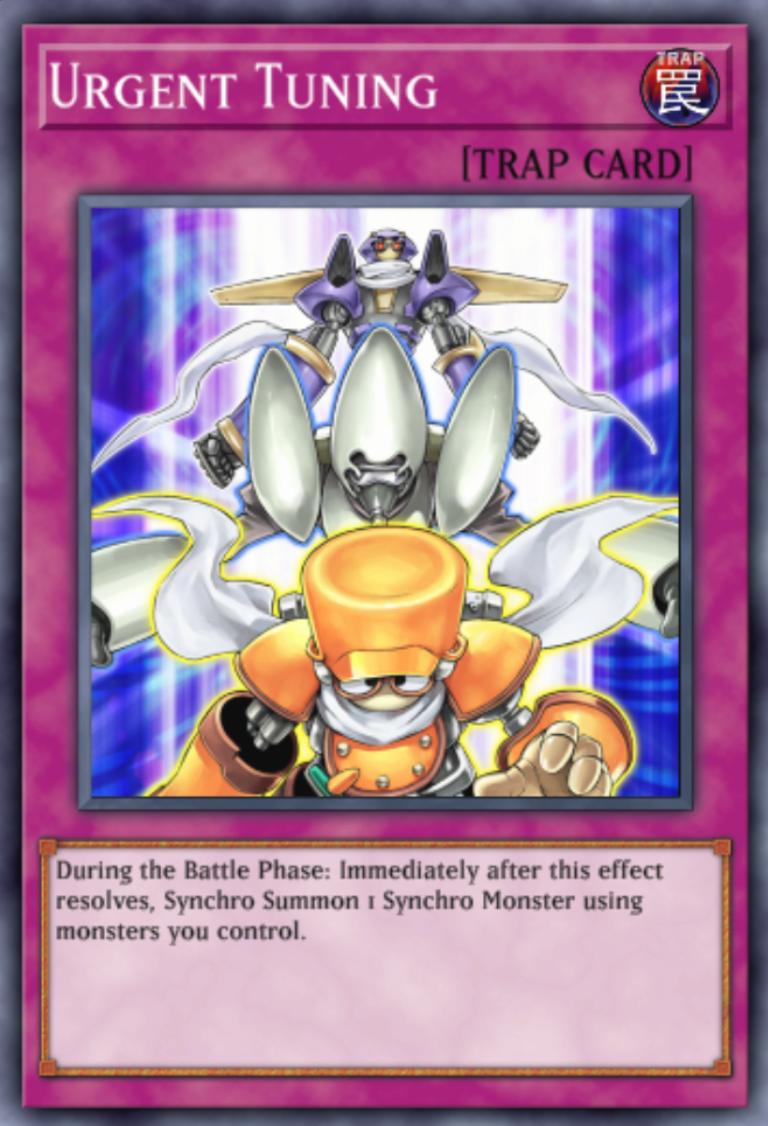 Urgent Tuning
TRAP
罠
[TRAP CARD]
During the Battle Phase: Immediately after this effect
resolves, Synchro Summon 1 Synchro Monster using
monsters you control.